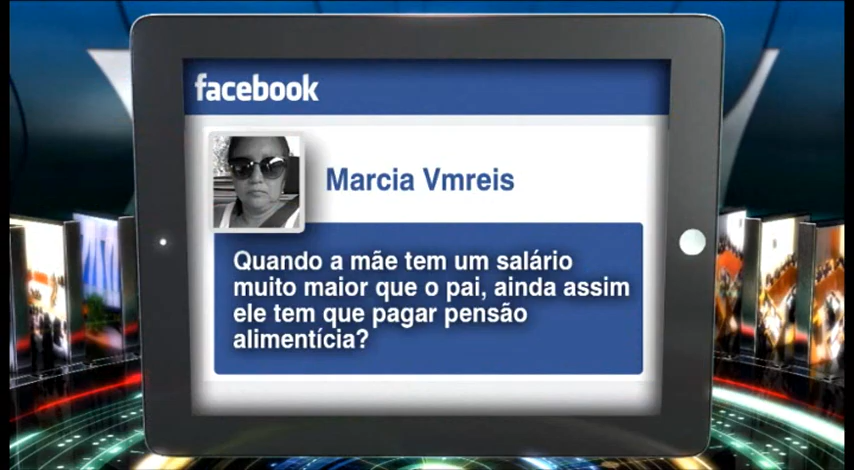 facebook
Marcia Vmreis
Quando a mãe tem um salário
muito maior que o pai, ainda assim
ele tem que pagar pensão
alimentícia?